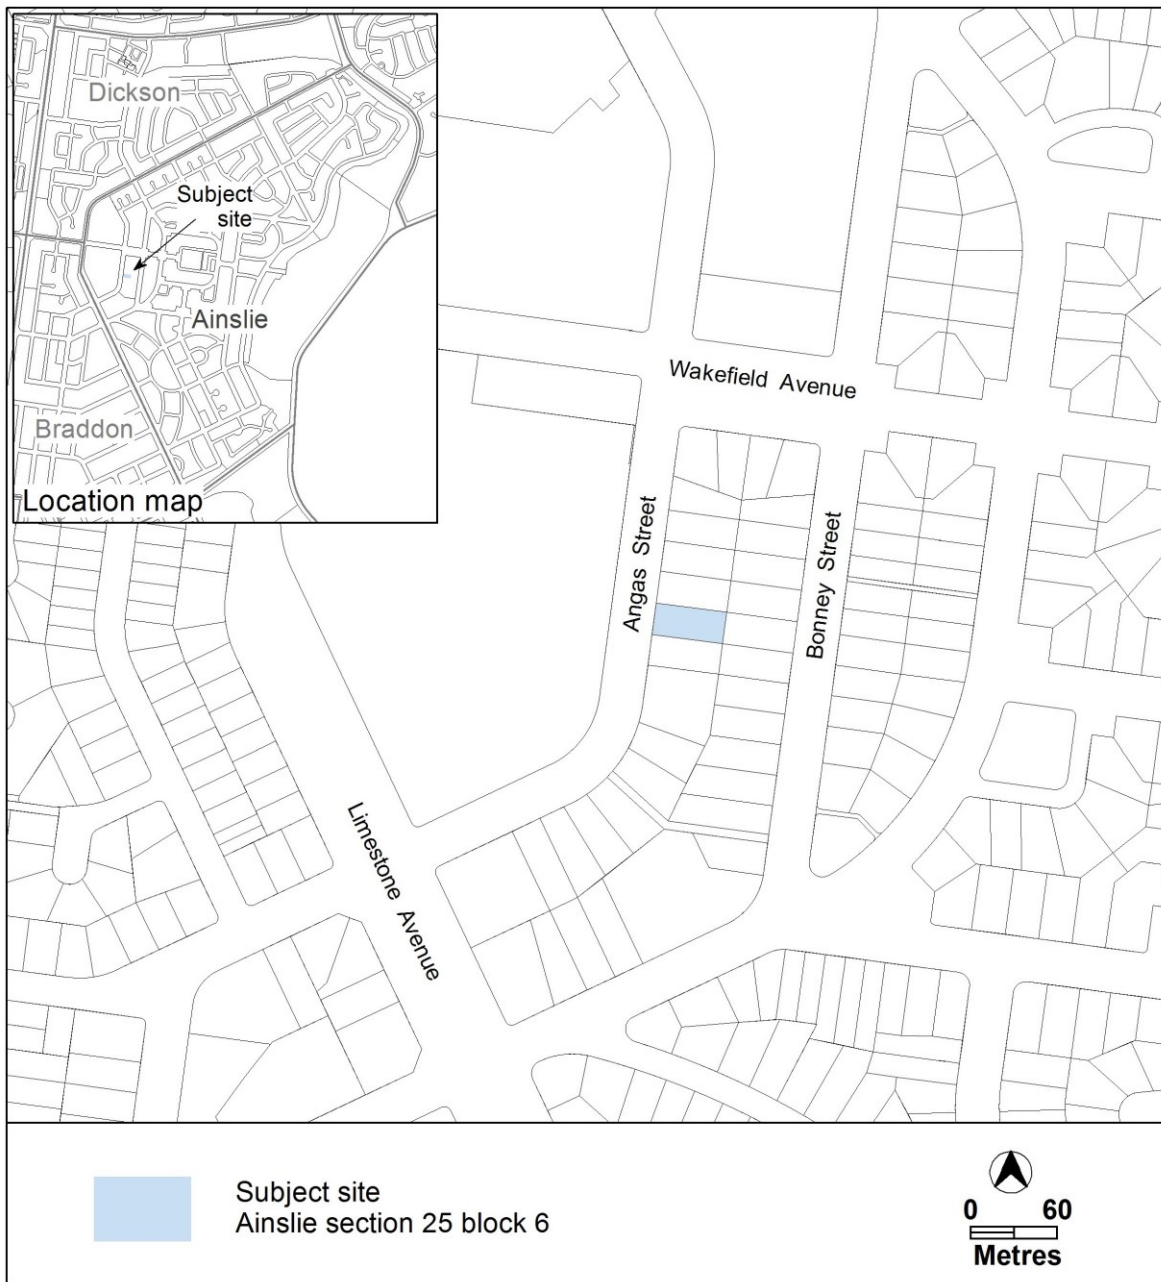 Dickson
Subject
site
Ainslie
Braddon
Location map
Wakefield Avenue
Angas Street
Bonney Street
Limestone Avenue
Subject site
Ainslie section 25 block 6
0 60
Metres